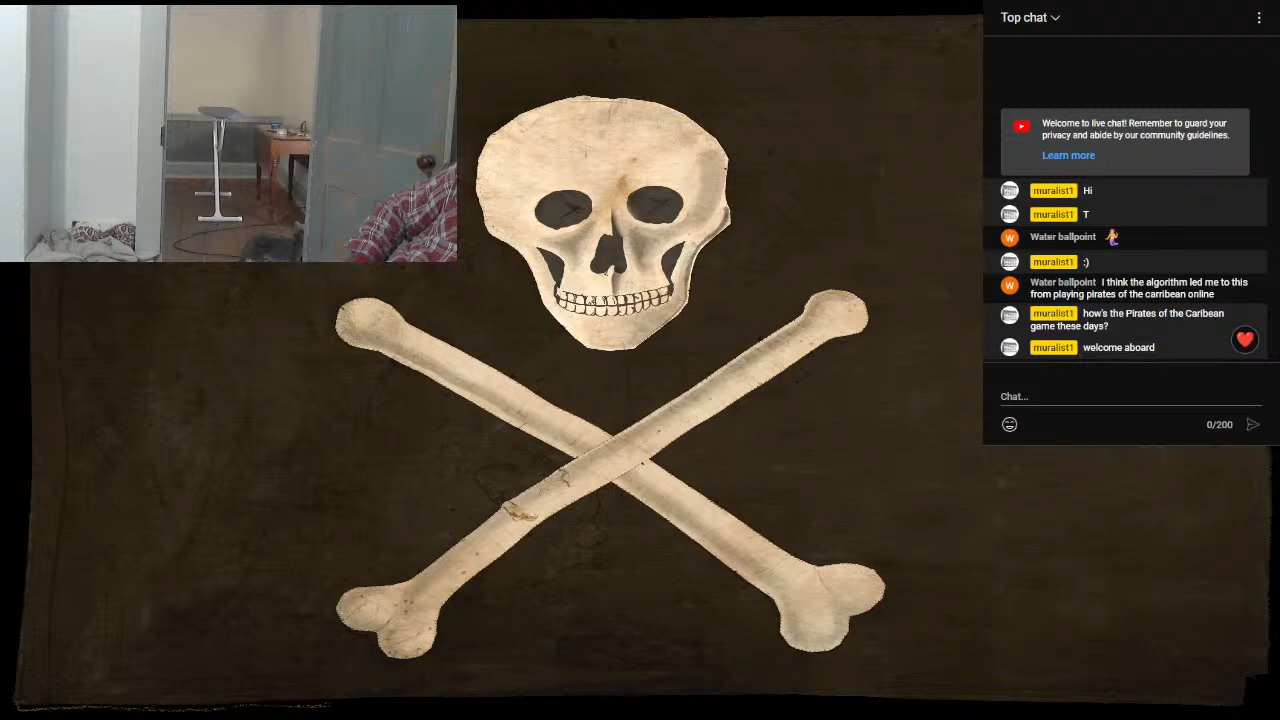 Top chat
Welcome to live chat! Remember to guard your
privacy and abide by our community guidelines.
Learn more
muralist1 Hi
muralist1 T
W Water ballpoint 🧜‍♀️
muralist1 :)
W Water ballpoint I think the algorithm led me to this
from playing pirates of the carribean online
muralist1 how's the Pirates of the Caribean
game these days?
muralist1 welcome aboard
Chat...
0/200